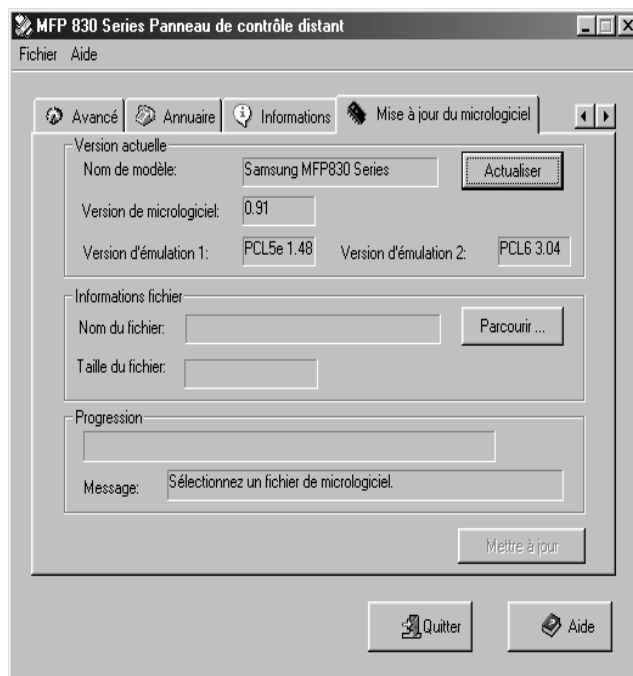 MFP 830 Series Panneau de contrôle distant
Fichier Aide
Avancé Annuaire Informations Mise à jour du micrologiciel
Version actuelle
Nom de modèle: Samsung MFP830 Series Actualiser
Version de micrologiciel: 0.91
Version d'émulation 1: PCL5e 1.48 Version d'émulation 2: PCL6 3.04
Informations fichier
Nom du fichier: Parcourir ...
Taille du fichier:
Progression
Message: Sélectionnez un fichier de micrologiciel.
Mettre à jour
Quitter Aide